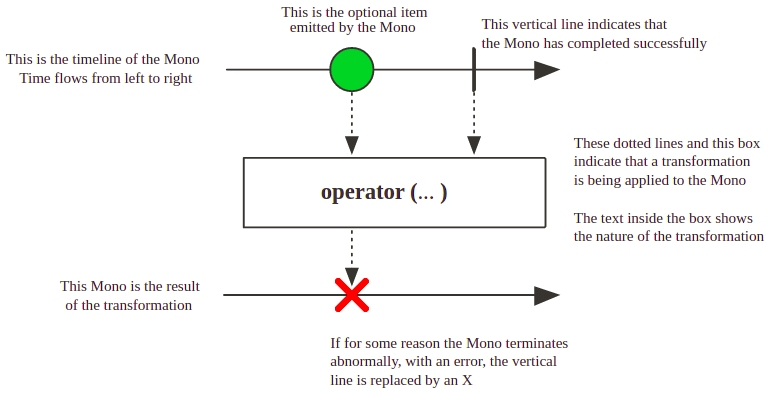 This is the optional item
emitted by the Mono
This vertical line indicates that
the Mono has completed successfully
This is the timeline of the Mono
Time flows from left to right
These dotted lines and this box
indicate that a transformation
is being applied to the Mono
operator (... )
The text inside the box shows
the nature of the transformation
This Mono is the result
of the transformation
If for some reason the Mono terminates
abnormally, with an error, the vertical
line is replaced by an X